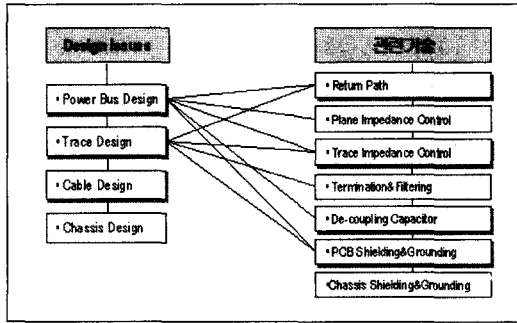 Design Issues
• Power Bus Design
• Trace Design
• Cable Design
• Chassis Design
관련기술
• Return Path
• Plane Impedance Control
• Trace Impedance Control
• Termination& Filtering
• De-coupling Capacitor
• PCB Shielding&Grounding
•Chassis Shielding&Grounding